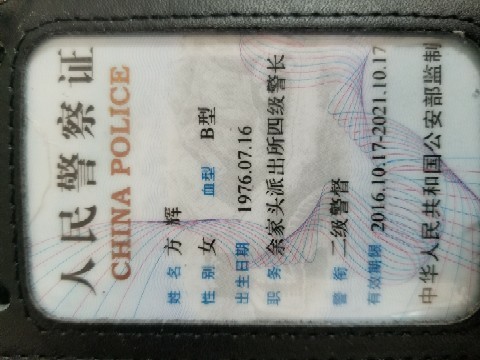 人民警察证
CHINA POLICE
姓 名 方 辉
性 别 女 血型 B型
出生日期 1976.07.16
职 务 余家头派出所四级警长
警 衔 二级警督
有效期限 2016.10.17-2021.10.17
中华人民共和国公安部监制